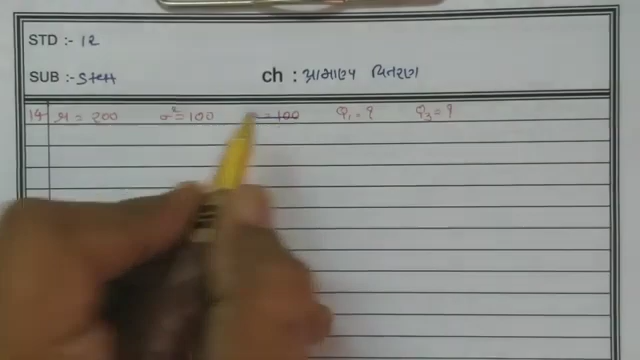 STD :- 12
SUB :- Stat ch : પ્રામાણ્ય વિતરણ
14 μ = 200 σ² = 100 = 100 Q₁ = ? Q₃ = ?